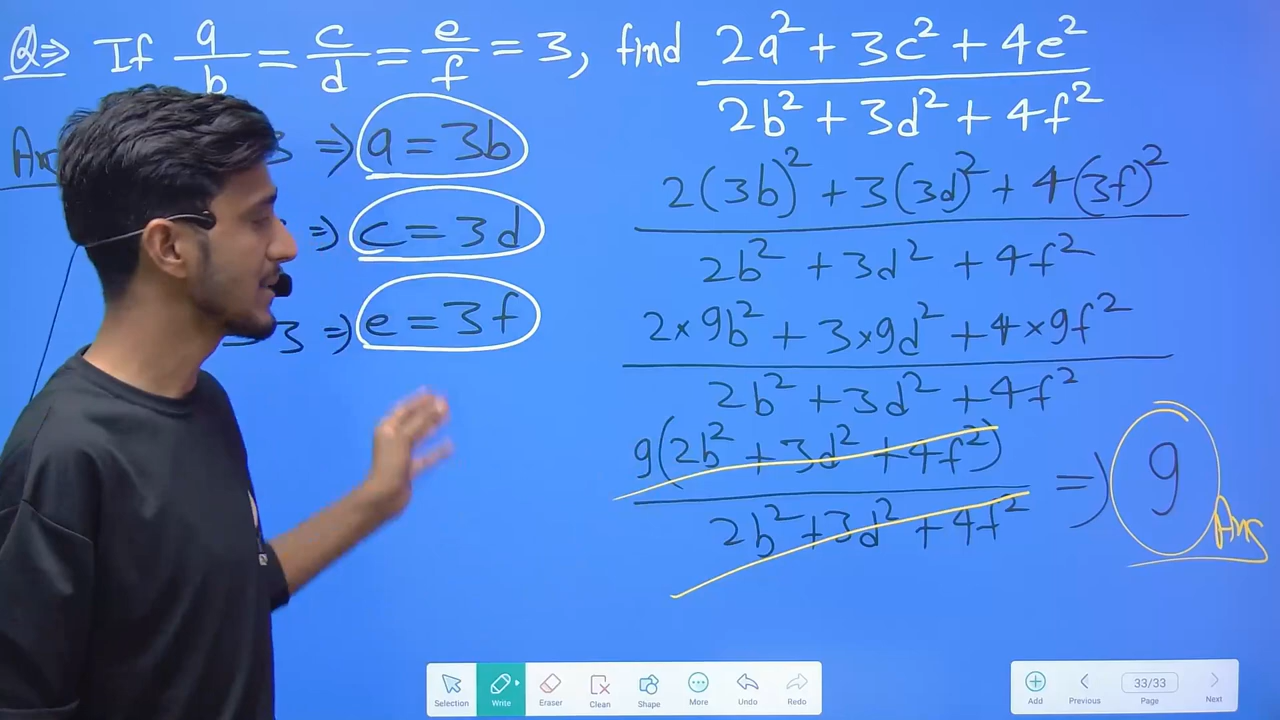 Q⇒ If a/b = c/d = e/f = 3, find (2a² + 3c² + 4e²)/(2b² + 3d² + 4f²)
3 ⇒ a = 3b
⇒ c = 3d
3 ⇒ e = 3f
(2(3b)² + 3(3d)² + 4(3f)²)/(2b² + 3d² + 4f²)
(2×9b² + 3×9d² + 4×9f²)/(2b² + 3d² + 4f²)
9(2b² + 3d² + 4f²)/(2b² + 3d² + 4f²) ⇒ 9 Ans
Selection Write Eraser Clean Shape More Undo Redo
Add Previous 33/33 Page Next